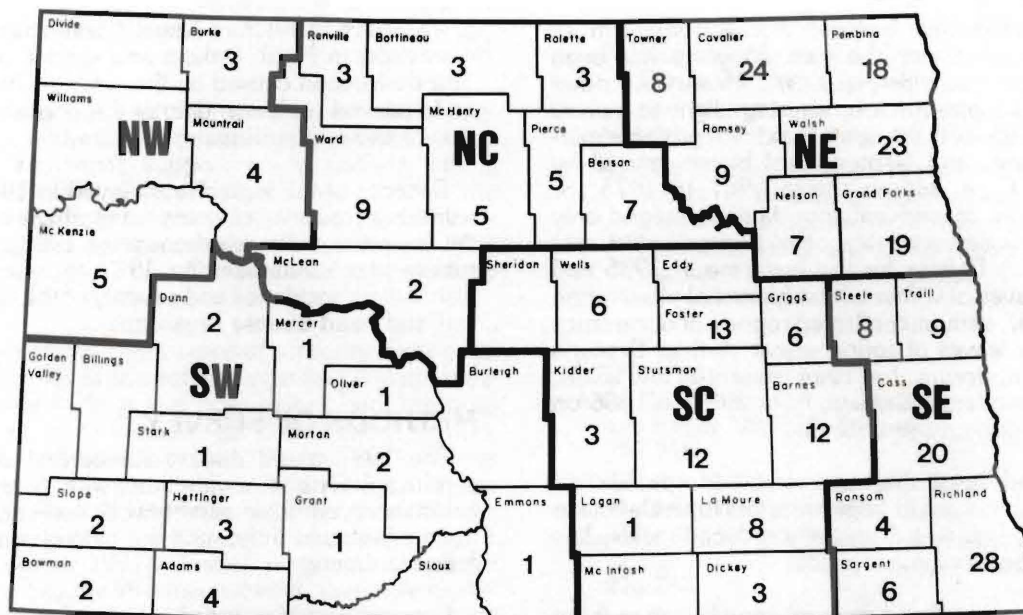 Divide
Burke
3
Renville
3
Bottineau
3
Rolette
3
Towner
8
Cavalier
24
Pembina
18
Williams
NW
4
Ward
9
McHenry
5
NC
Pierce
5
Benson
7
Ramsey
9
Walsh
23
NE
Nelson
7
Grand Forks
19
Mc Kenzie
5
Dunn
2
McLean
2
Mercer
1
Sheridan
Wells
6
Eddy
Foster
13
Griggs
6
Steele
8
Traill
Golden
Valley
Billings
SW
Oliver
1
Burleigh
Kidder
3
Stutsman
12
SC
Barnes
12
Cass
20
SE
Stark
1
Morton
2
Slope
2
Hettinger
3
Grant
1
Sioux
Emmons
1
Logan
1
La Moure
8
Ransom
4
Richland
28
Bowman
2
Adams
4
Mc Intosh
Dickey
3
Sargent
6